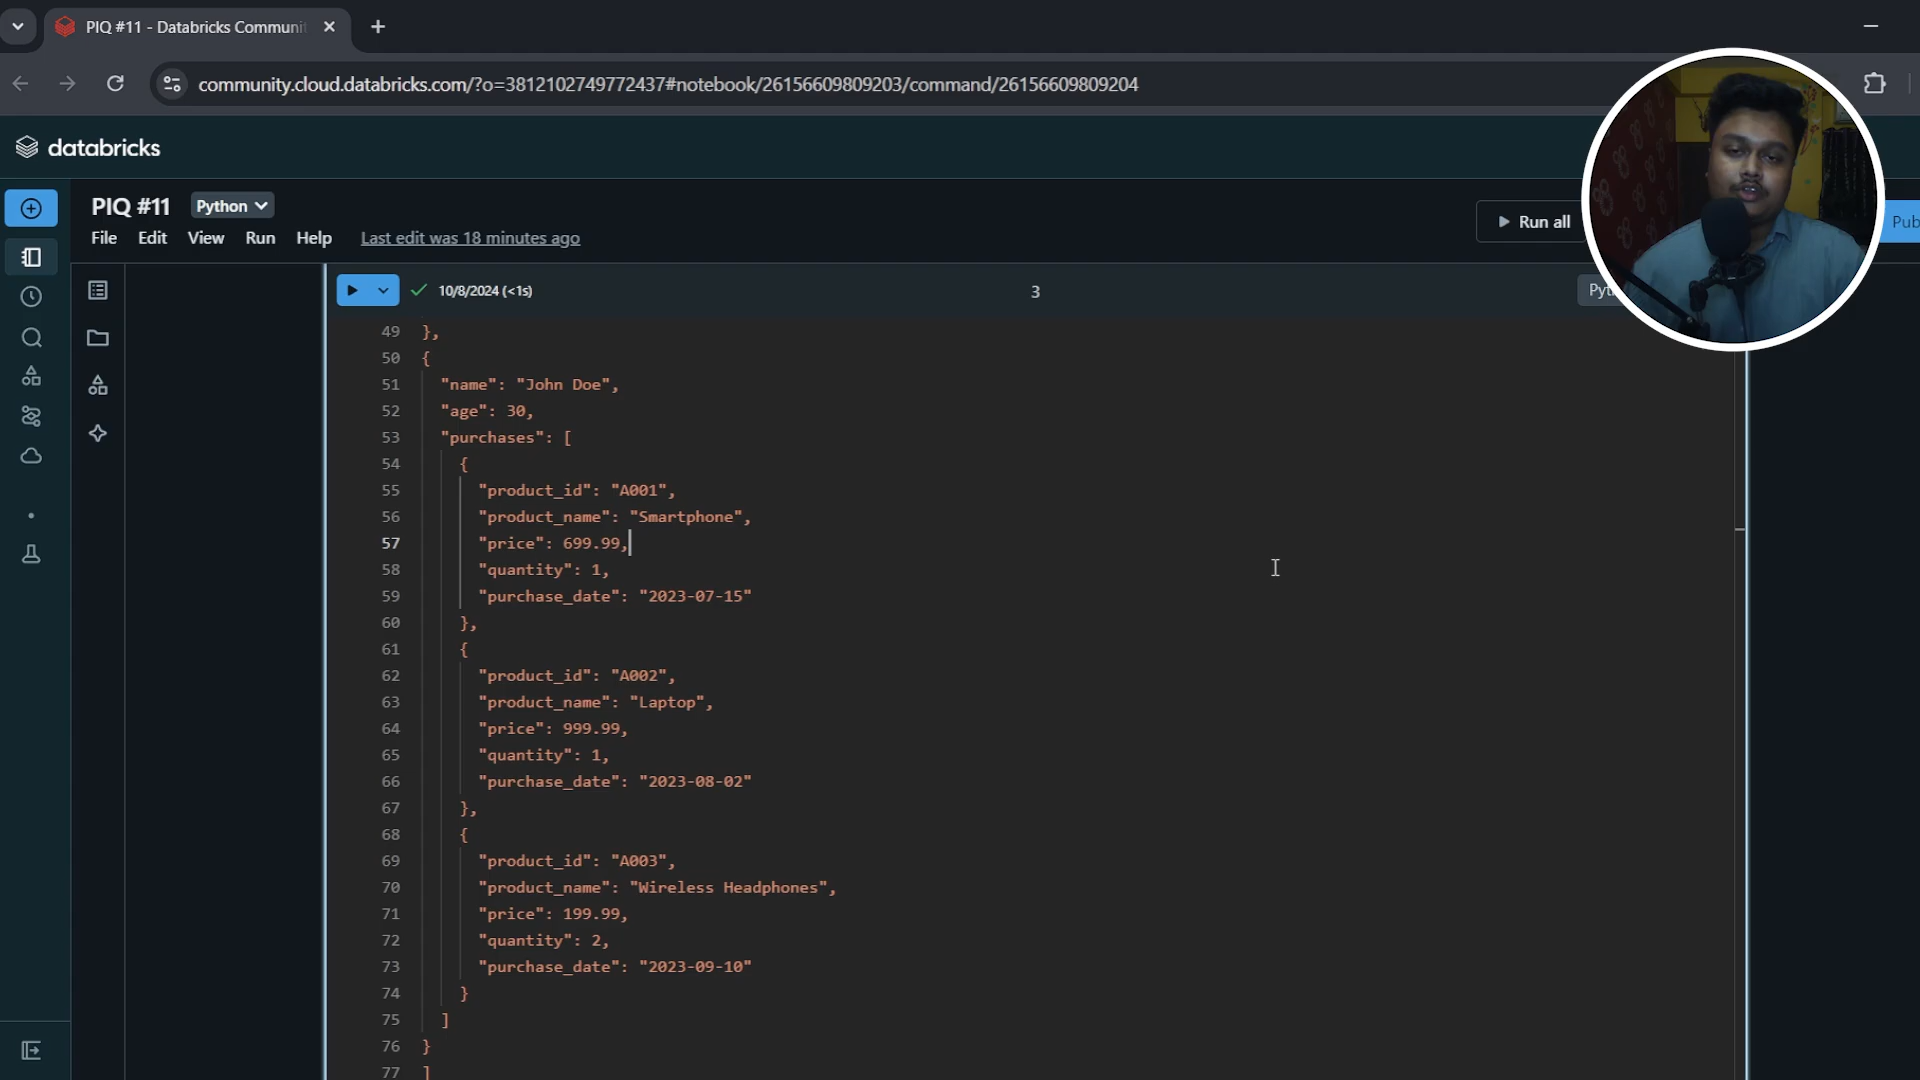 PIQ #11 - Databricks Communi
community.cloud.databricks.com/?o=3812102749772437#notebook/26156609809203/command/26156609809204
databricks
PIQ #11 Python
File Edit View Run Help Last edit was 18 minutes ago
Run all
Pub
10/8/2024 (<1s)
3
Pyt
49 },
50 {
51 "name": "John Doe",
52 "age": 30,
53 "purchases": [
54 {
55 "product_id": "A001",
56 "product_name": "Smartphone",
57 "price": 699.99,
58 "quantity": 1,
59 "purchase_date": "2023-07-15"
60 },
61 {
62 "product_id": "A002",
63 "product_name": "Laptop",
64 "price": 999.99,
65 "quantity": 1,
66 "purchase_date": "2023-08-02"
67 },
68 {
69 "product_id": "A003",
70 "product_name": "Wireless Headphones",
71 "price": 199.99,
72 "quantity": 2,
73 "purchase_date": "2023-09-10"
74 }
75 ]
76 }
77 ]